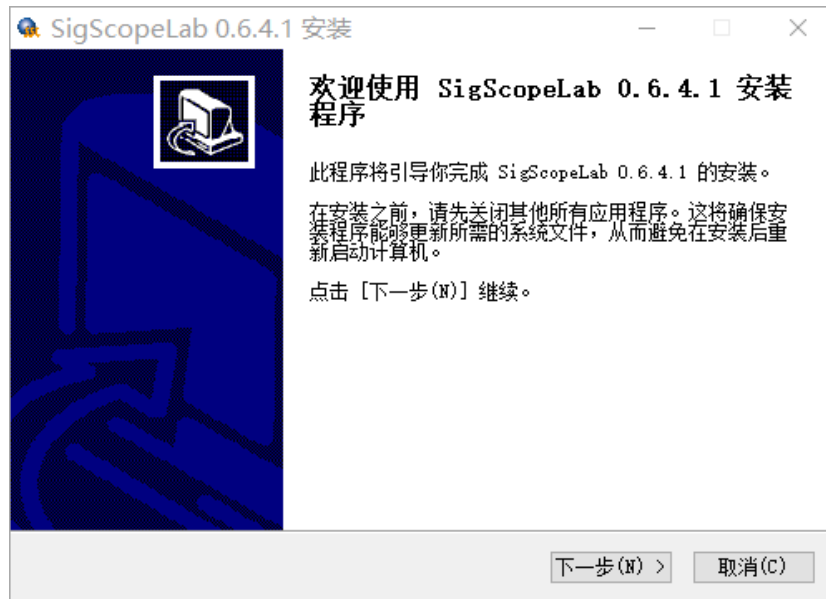 SigScopeLab 0.6.4.1 安装
欢迎使用 SigScopeLab 0.6.4.1 安装
程序
此程序将引导你完成 SigScopeLab 0.6.4.1 的安装。
在安装之前，请先关闭其他所有应用程序。这将确保安
装程序能够更新所需的系统文件，从而避免在安装后重
新启动计算机。
点击 [下一步(N)] 继续。
下一步(N) >
取消(C)